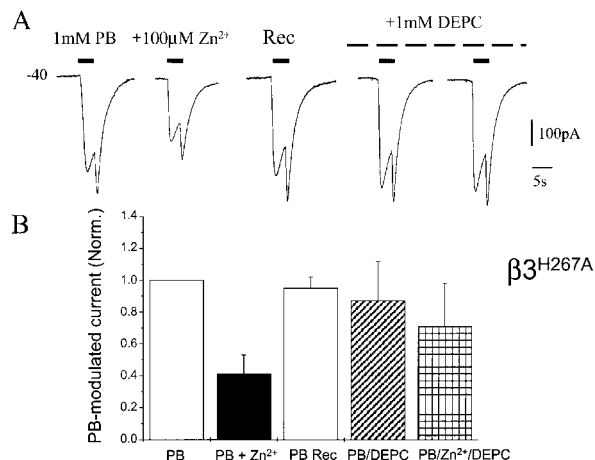 A
1mM PB +100µM Zn²⁺ Rec +1mM DEPC
-40
100pA
5s
B
PB-modulated current (Norm.)
1.4
1.2
1.0
0.8
0.6
0.4
0.2
0.0
β3ᴴ²⁶⁷ᴬ
PB PB + Zn²⁺ PB Rec PB/DEPC PB/Zn²⁺/DEPC